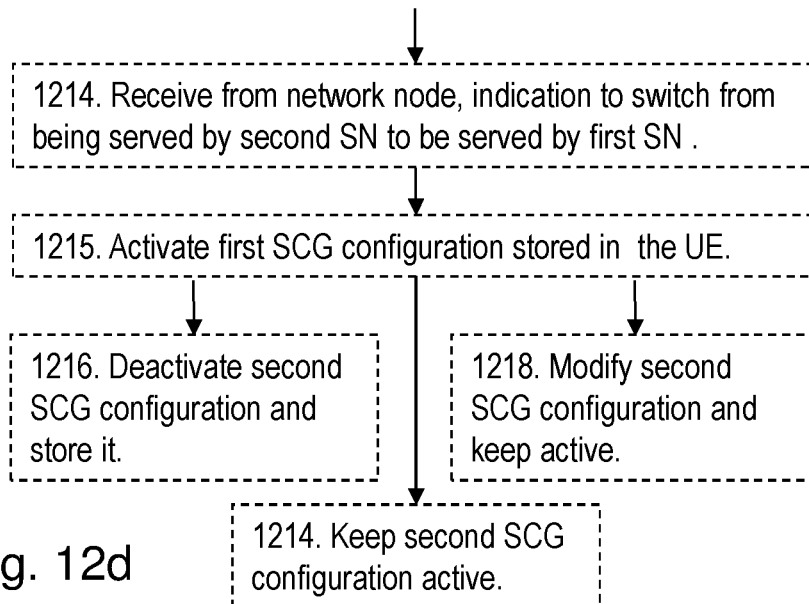 1214. Receive from network node, indication to switch from
being served by second SN to be served by first SN .
1215. Activate first SCG configuration stored in the UE.
1216. Deactivate second
SCG configuration and
store it.
1218. Modify second
SCG configuration and
keep active.
1214. Keep second SCG
configuration active.
g. 12d